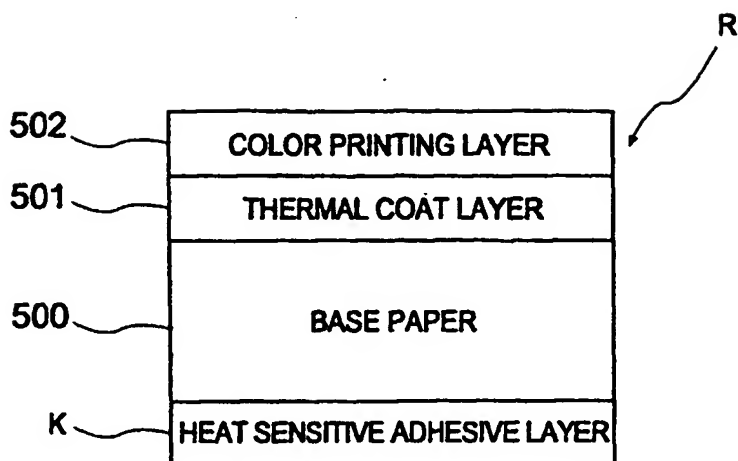 R
502 COLOR PRINTING LAYER
501 THERMAL COAT LAYER
500 BASE PAPER
K HEAT SENSITIVE ADHESIVE LAYER